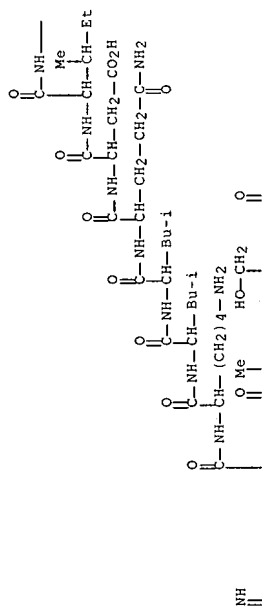 O
C—NH
Me
O
C—NH—CH—CH—Et
O
C—NH—CH—CH2—CO2H
O
C—NH—CH—CH2—CH2—C—NH2
O
O
C—NH—CH—Bu-i
O
C—NH—CH—Bu-i
O
C—NH—CH—(CH2)4—NH2
O Me HO—CH2 O
NH